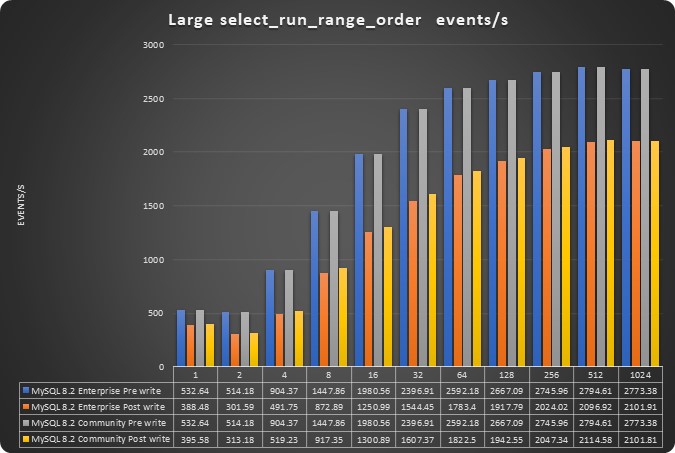 Large select_run_range_order events/s
3000
2500
2000
1500
1000
500
0
EVENTS/S
1 2 4 8 16 32 64 128 256 512 1024
MySQL 8.2 Enterprise Pre write 532.64 514.18 904.37 1447.86 1980.56 2396.91 2592.18 2667.09 2745.96 2794.61 2773.38
MySQL 8.2 Enterprise Post write 388.48 301.59 491.75 872.89 1250.99 1544.45 1783.4 1917.79 2024.02 2096.92 2101.91
MySQL 8.2 Community Pre write 532.64 514.18 904.37 1447.86 1980.56 2396.91 2592.18 2667.09 2745.96 2794.61 2773.38
MySQL 8.2 Community Post write 395.58 313.18 519.23 917.35 1300.89 1607.37 1822.5 1942.55 2047.34 2114.58 2101.81